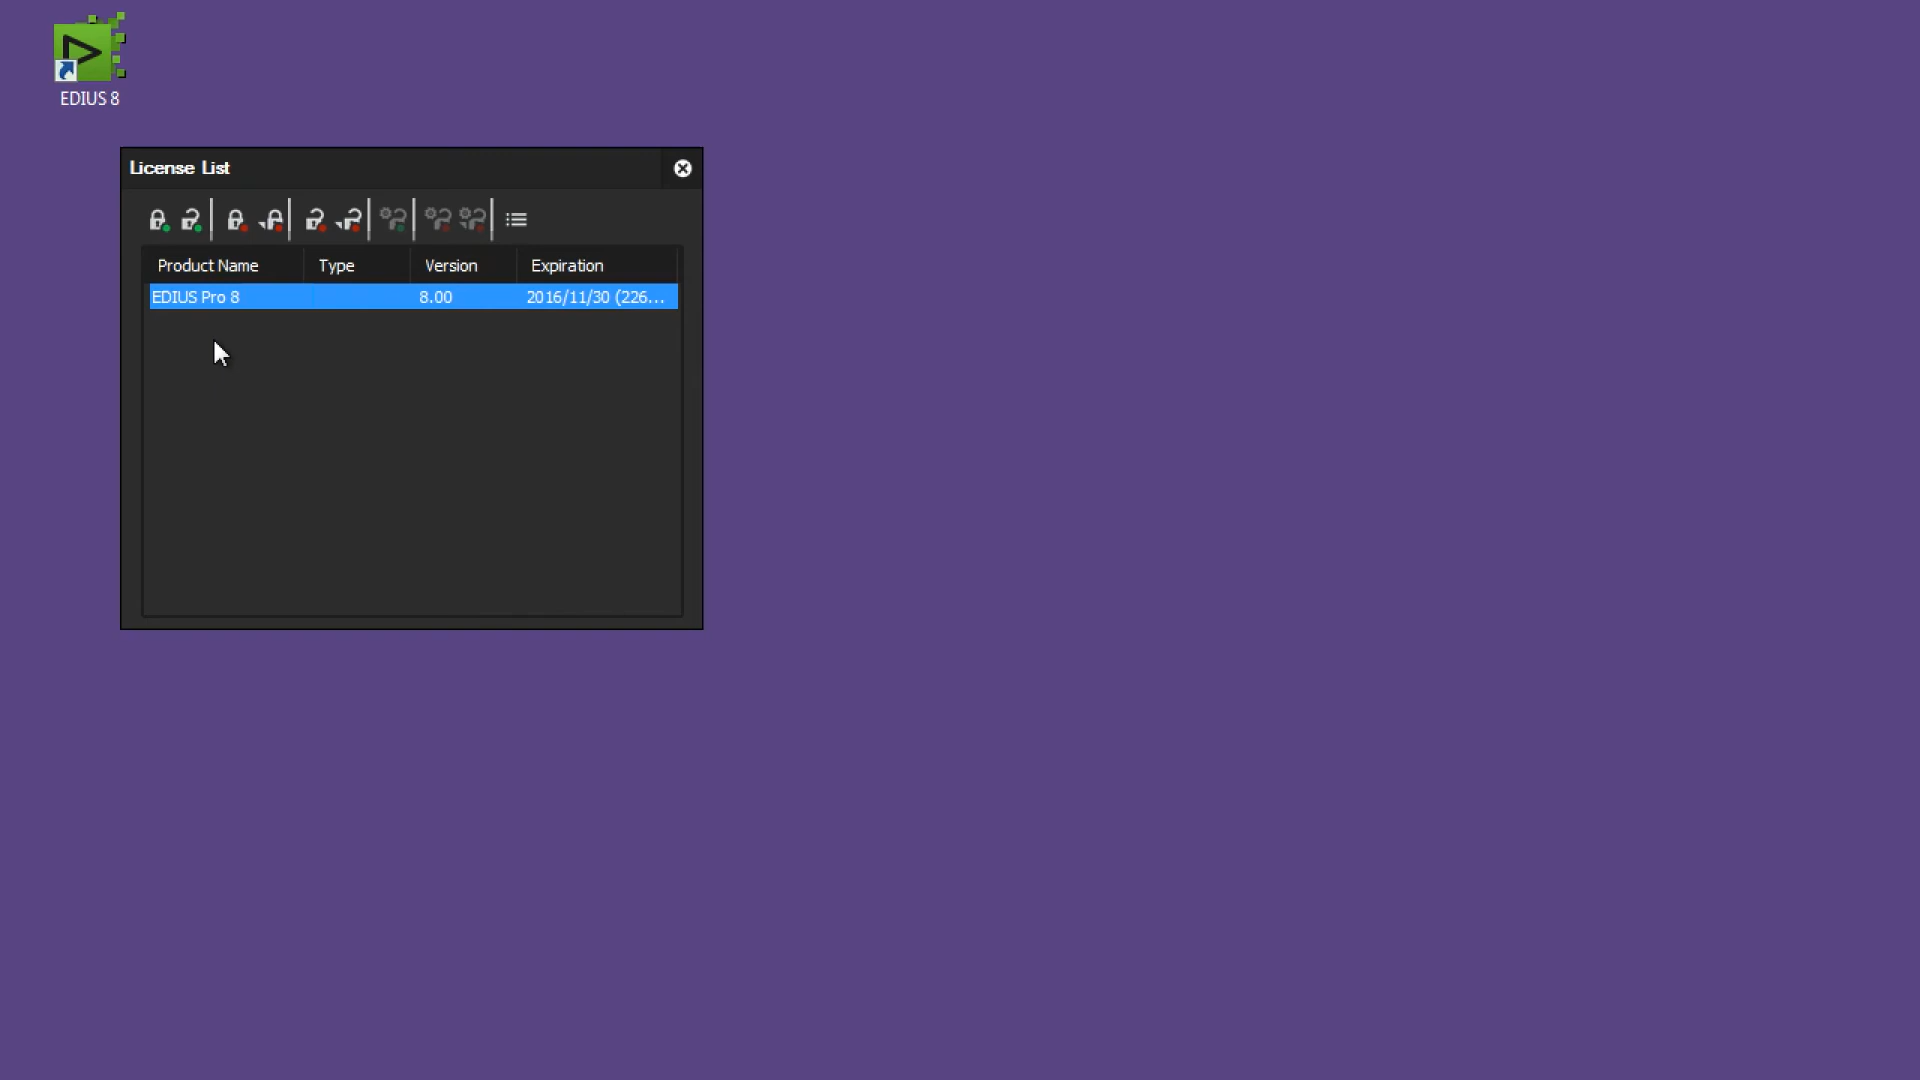 EDIUS 8
License List
Product Name Type Version Expiration
EDIUS Pro 8 8.00 2016/11/30 (226...